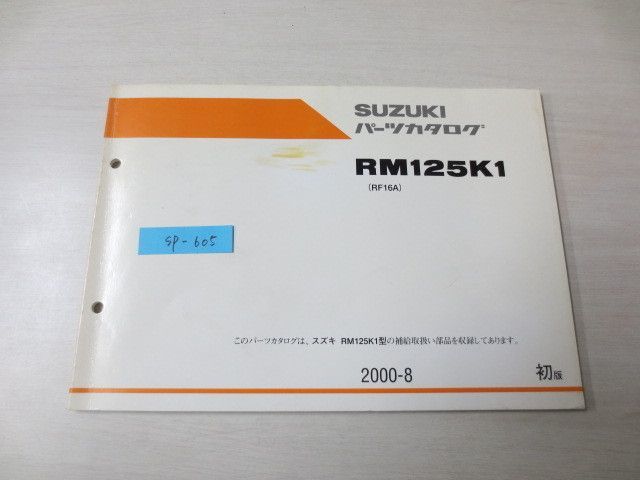 SUZUKI
パーツカタログ
RM125K1
(RF16A)
SP-605
このパーツカタログは、スズキ RM125K1型の補給取扱い部品を収録してあります。
2000-8
初版